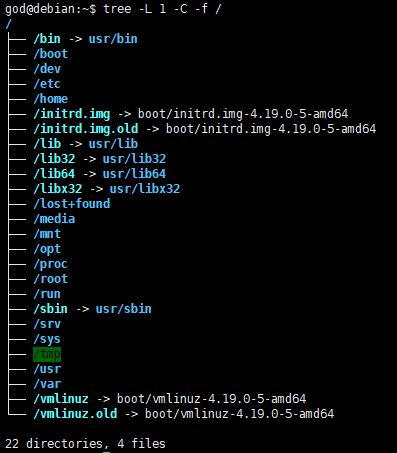 god@debian:~$ tree -L 1 -C -f /
/
├── /bin -> usr/bin
├── /boot
├── /dev
├── /etc
├── /home
├── /initrd.img -> boot/initrd.img-4.19.0-5-amd64
├── /initrd.img.old -> boot/initrd.img-4.19.0-5-amd64
├── /lib -> usr/lib
├── /lib32 -> usr/lib32
├── /lib64 -> usr/lib64
├── /libx32 -> usr/libx32
├── /lost+found
├── /media
├── /mnt
├── /opt
├── /proc
├── /root
├── /run
├── /sbin -> usr/sbin
├── /srv
├── /sys
├── /tmp
├── /usr
├── /var
├── /vmlinuz -> boot/vmlinuz-4.19.0-5-amd64
└── /vmlinuz.old -> boot/vmlinuz-4.19.0-5-amd64
22 directories, 4 files